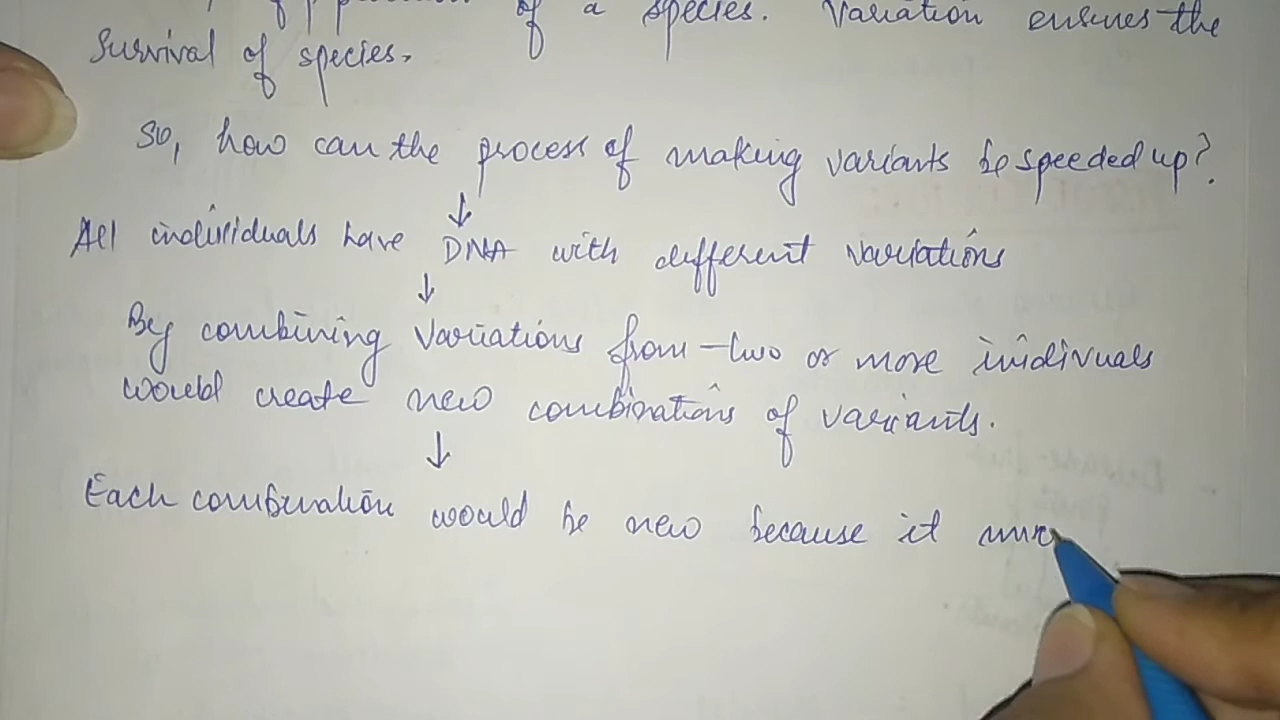 of a species. Variation ensures the
survival of species.
So, how can the process of making variants be speeded up?
↓
All individuals have DNA with different variations
↓
By combining variations from two or more inidivuals
would create new combinations of variants.
↓
Each combination would be new because it